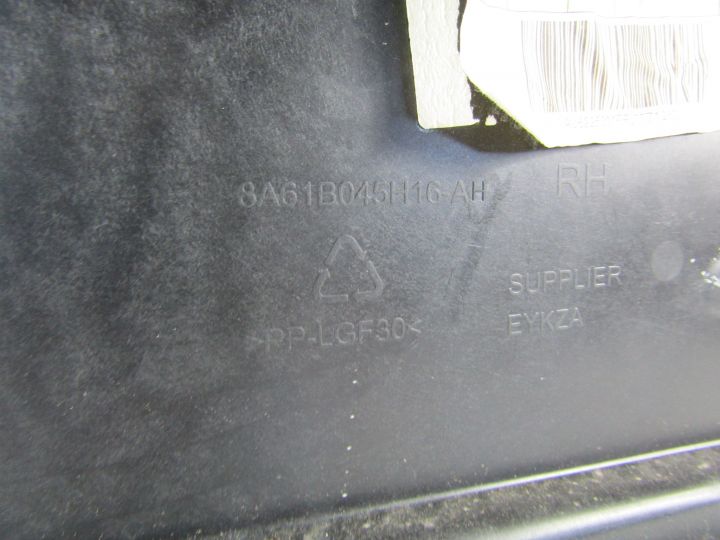 8A61B045H16-AH RH
SUPPLIER
>PP-LGF30< EYKZA